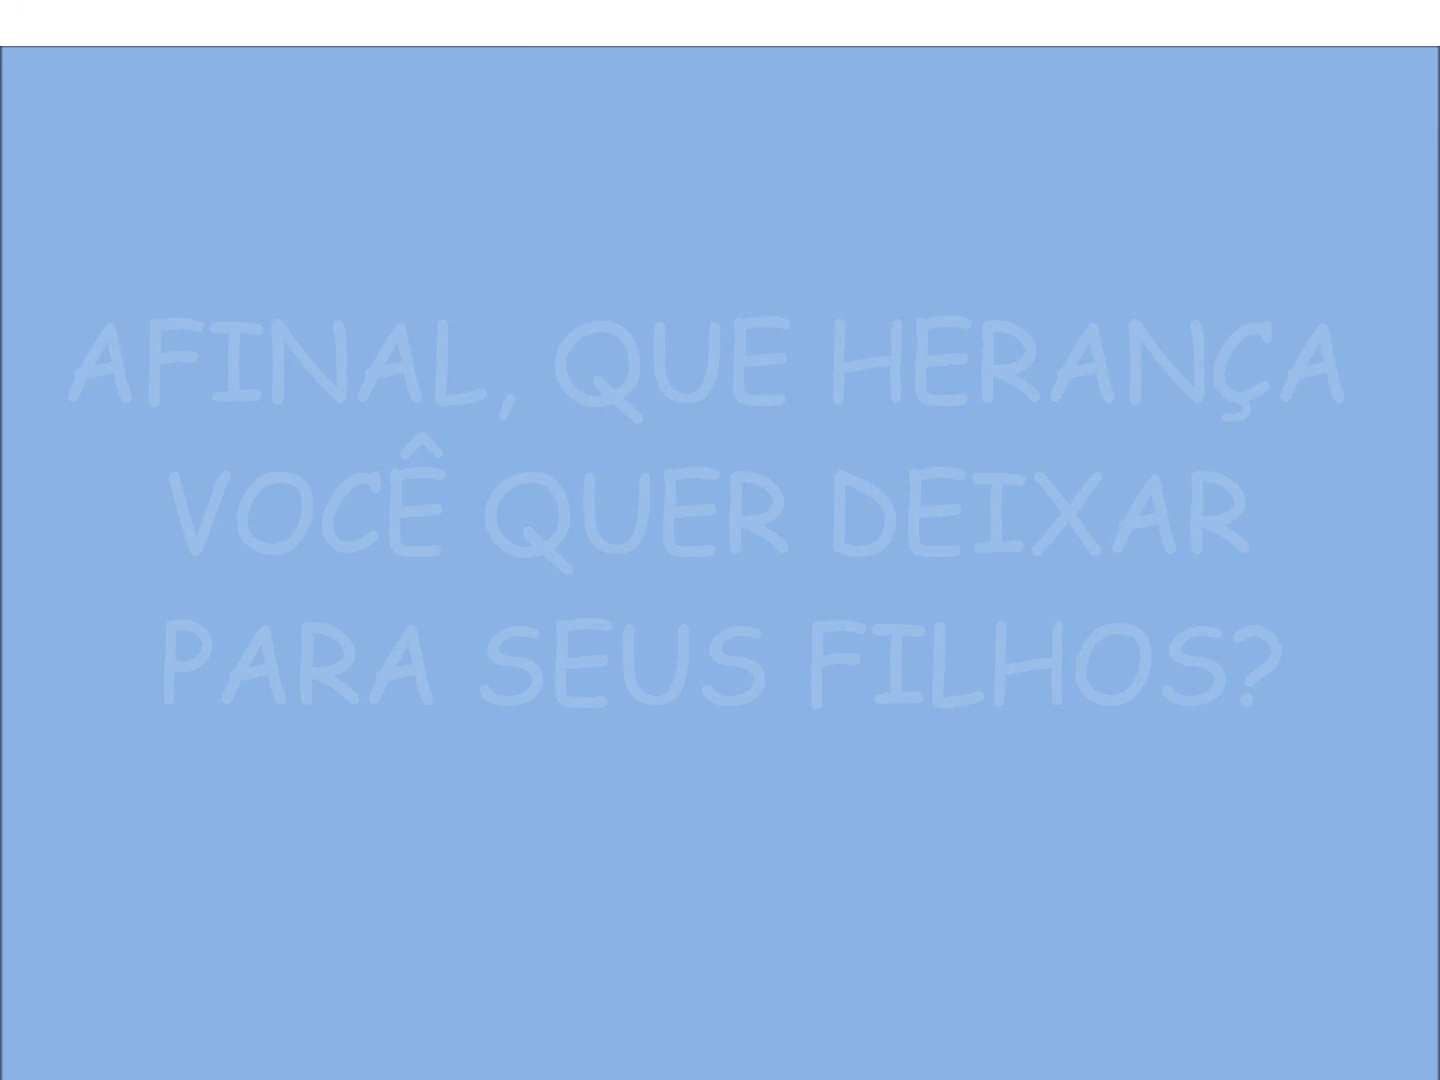 AFINAL, QUE HERANÇA
VOCÊ QUER DEIXAR
PARA SEUS FILHOS?